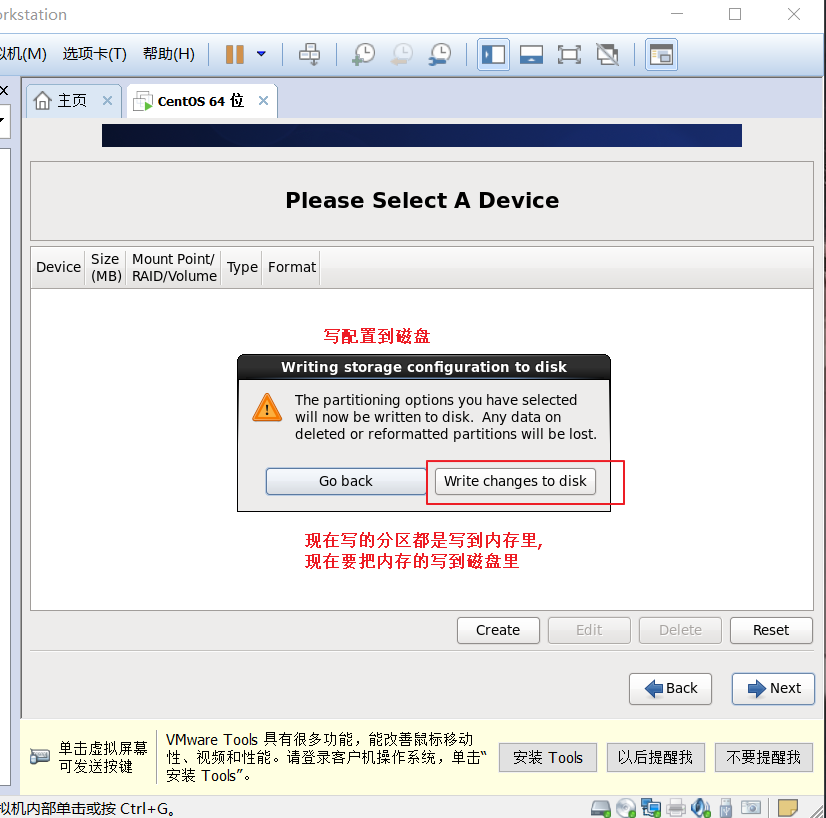 orkstation
拟机(M) 选项卡(T) 帮助(H)
主页 CentOS 64 位
Please Select A Device
Device Size (MB) Mount Point/ RAID/Volume Type Format
写配置到磁盘
Writing storage configuration to disk
The partitioning options you have selected
will now be written to disk. Any data on
deleted or reformatted partitions will be lost.
Go back Write changes to disk
现在写的分区都是写到内存里,
现在要把内存的写到磁盘里
Create Edit Delete Reset
Back Next
单击虚拟屏幕
可发送按键
VMware Tools 具有很多功能，能改善鼠标移动
性、视频和性能。请登录客户机操作系统，单击“
安装 Tools”。
安装 Tools 以后提醒我 不要提醒我
拟机内部单击或按 Ctrl+G。